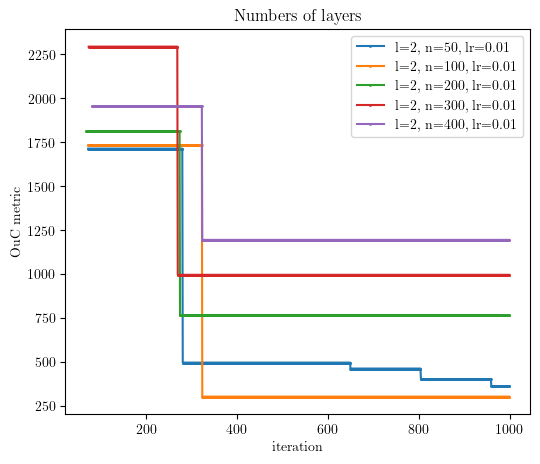 Numbers of layers
l=2, n=50, lr=0.01
l=2, n=100, lr=0.01
l=2, n=200, lr=0.01
l=2, n=300, lr=0.01
l=2, n=400, lr=0.01
OuC metric
2250
2000
1750
1500
1250
1000
750
500
250
200 400 600 800 1000
iteration